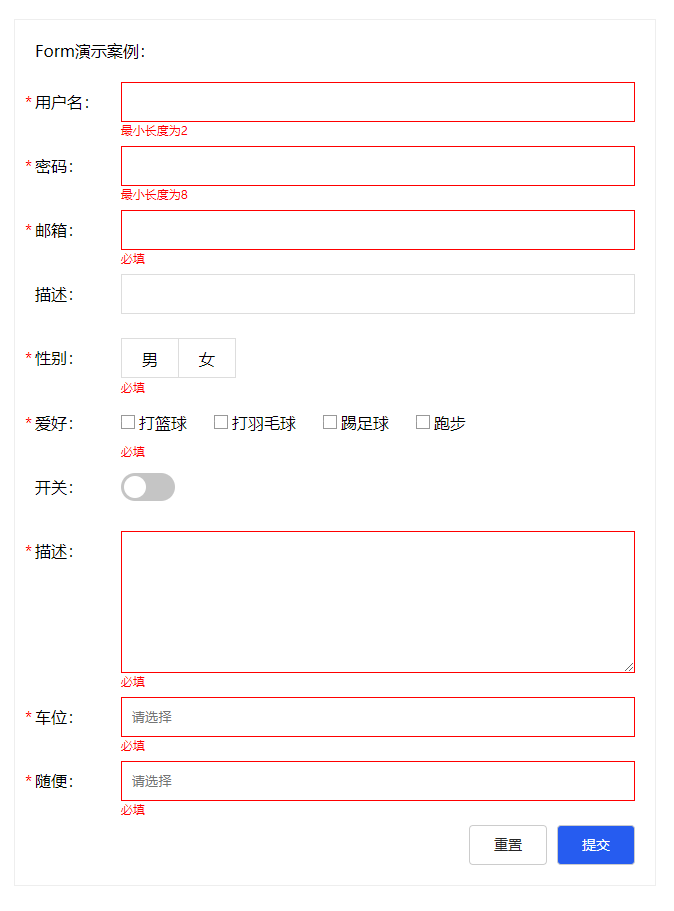 Form演示案例：
* 用户名：
最小长度为2
* 密码：
最小长度为8
* 邮箱：
必填
描述：
* 性别： 男 女
必填
* 爱好： 打篮球 打羽毛球 踢足球 跑步
必填
开关：
* 描述：
必填
* 车位： 请选择
必填
* 随便： 请选择
必填
重置 提交